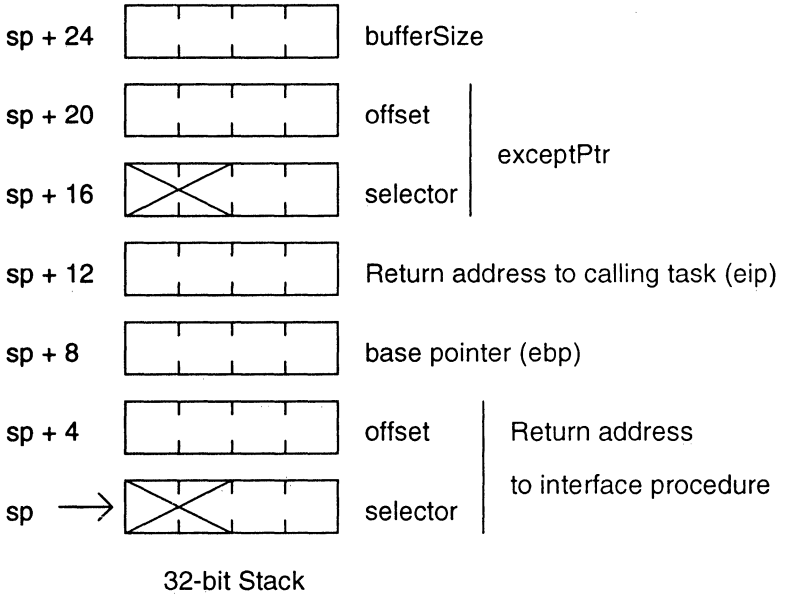 sp + 24 bufferSize
sp + 20 offset
exceptPtr
sp + 16 selector
sp + 12 Return address to calling task (eip)
sp + 8 base pointer (ebp)
sp + 4 offset Return address
to interface procedure
sp selector
32-bit Stack